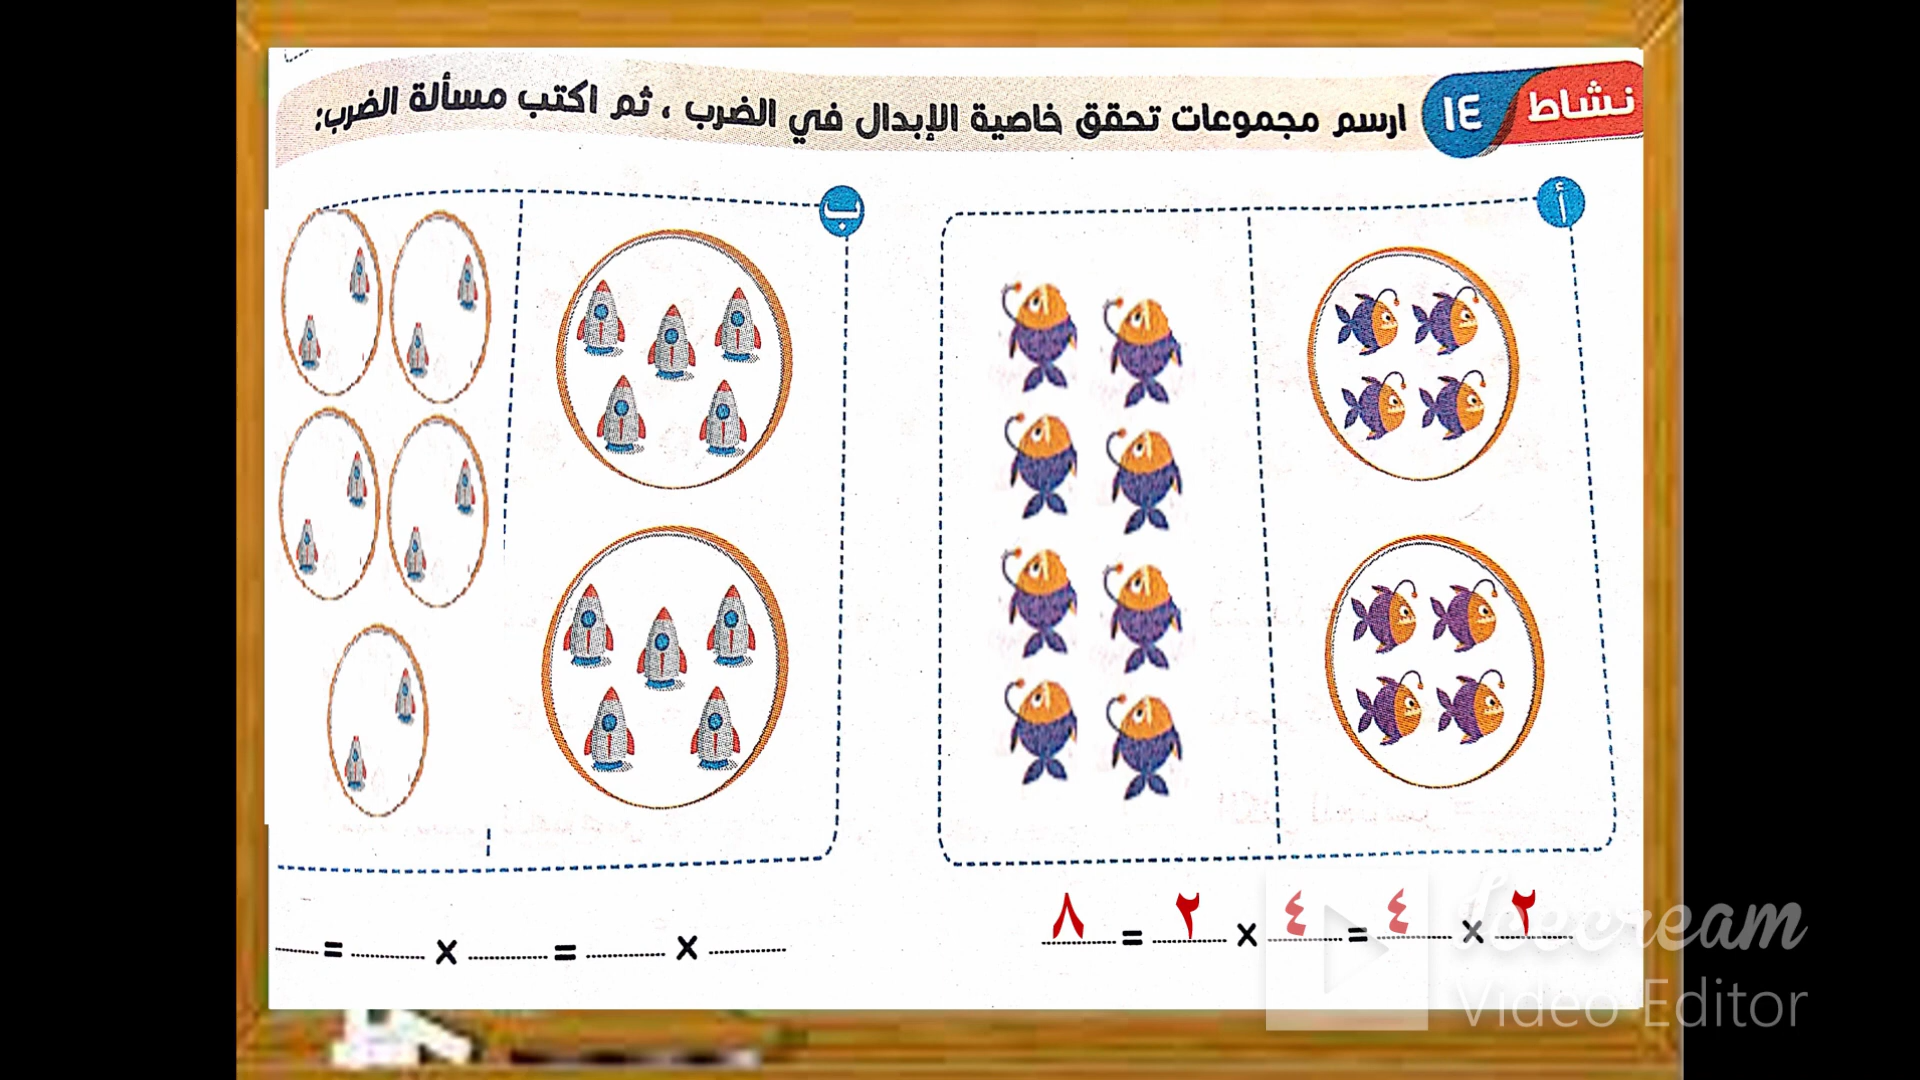 نشاط ١٤ ارسم مجموعات تحقق خاصية الإبدال في الضرب ، ثم اكتب مسألة الضرب:
أ
ب
٢ × ٤ = ٤ × ٢ = ٨
........ × ........ = ........ × ........ = ........
Icecream
Video Editor